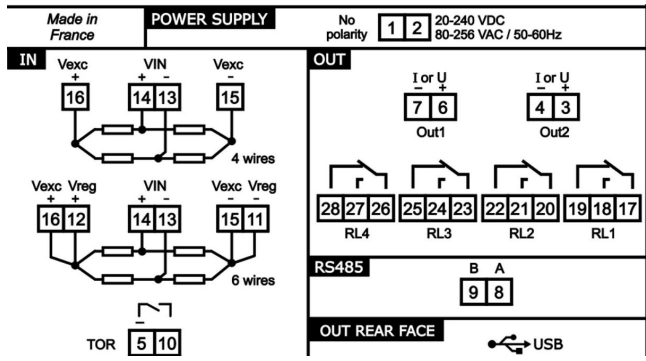 Made in
France
POWER SUPPLY
No
polarity
1 2
20-240 VDC
80-256 VAC / 50-60Hz
IN
Vexc VIN Vexc
+ + − −
16 14 13 15
4 wires
Vexc Vreg VIN Vexc Vreg
+ + + − − −
16 12 14 13 15 11
6 wires
−
TOR 5 10
OUT
I or U I or U
− + − +
7 6 4 3
Out1 Out2
28 27 26 25 24 23 22 21 20 19 18 17
RL4 RL3 RL2 RL1
RS485
B A
9 8
OUT REAR FACE
USB